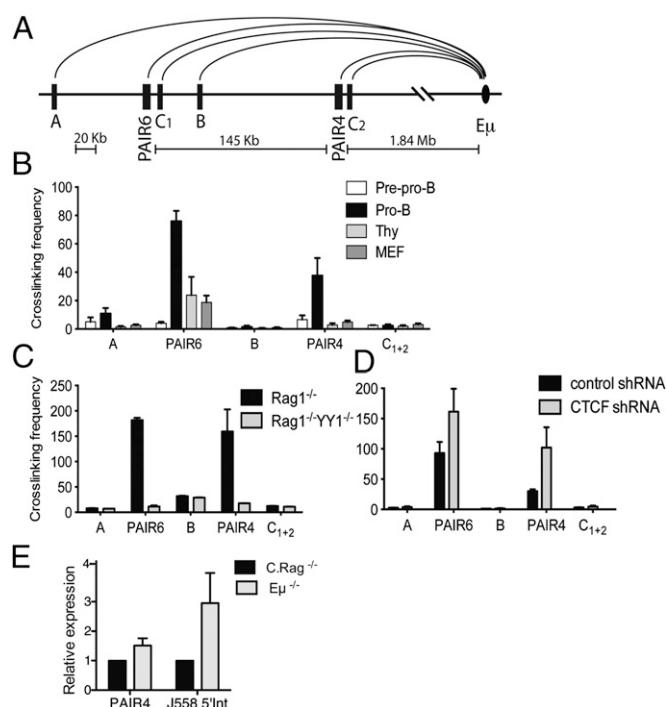 A
A PAIR6 C1 B PAIR4 C2 Eμ
20 Kb 145 Kb 1.84 Mb
B
Crosslinking frequency
100
80
60
40
20
0
Pre-pro-B
Pro-B
Thy
MEF
A PAIR6 B PAIR4 C1+2
C
Crosslinking frequency
250
200
150
100
50
0
Rag1-/-
Rag1-/-YY1-/-
A PAIR6 B PAIR4 C1+2
D
200
150
100
50
0
control shRNA
CTCF shRNA
A PAIR6 B PAIR4 C1+2
E
Relative expression
4
3
2
1
0
C.Rag -/-
Eμ -/-
PAIR4 J558 5'Int